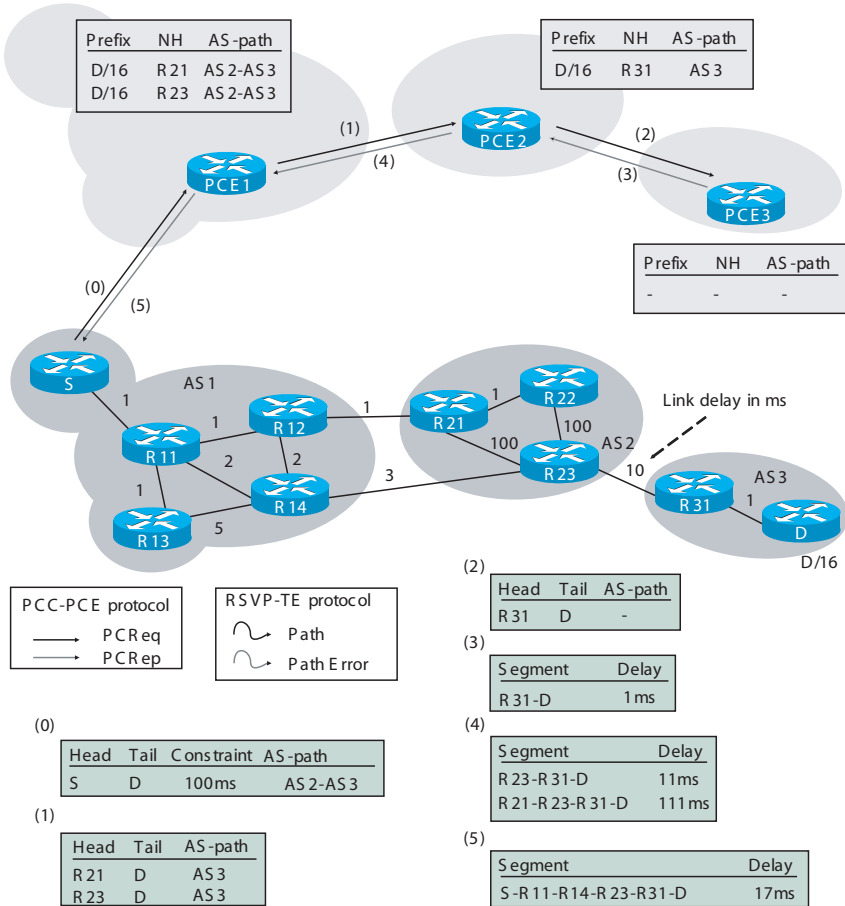 Prefix NH AS-path
D/16 R21 AS2-AS3
D/16 R23 AS2-AS3
Prefix NH AS-path
D/16 R31 AS3
(1)
(4)
PCE2
(2)
(3)
PCE1
PCE3
Prefix NH AS-path
- - -
(0)
(5)
S
AS1
1
R12
1
R21
1
R22
Link delay in ms
1
R11
2
2
100
100
AS2
R23
10
1
R14
3
AS3
R31
1
D
R13
5
D/16
PCC-PCE protocol
PCReq
PCRep
RSVP-TE protocol
Path
Path Error
(2)
Head Tail AS-path
R31 D -
(3)
Segment Delay
R31-D 1ms
(0)
Head Tail Constraint AS-path
S D 100ms AS2-AS3
(4)
Segment Delay
R23-R31-D 11ms
R21-R23-R31-D 111ms
(1)
Head Tail AS-path
R21 D AS3
R23 D AS3
(5)
Segment Delay
S-R11-R14-R23-R31-D 17ms